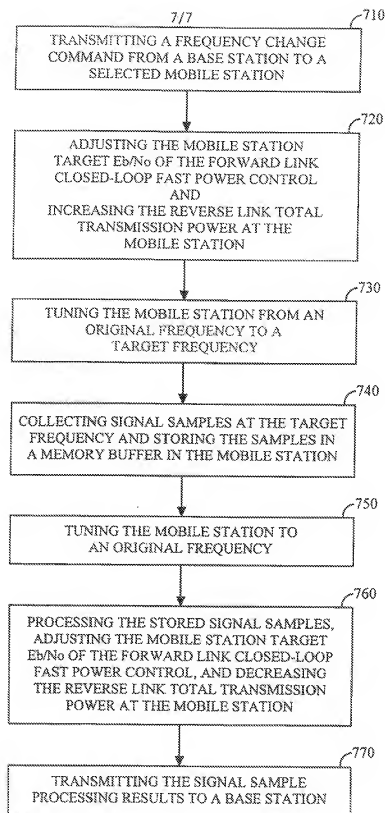 7/7
710
TRANSMITTING A FREQUENCY CHANGE
COMMAND FROM A BASE STATION TO A
SELECTED MOBILE STATION
720
ADJUSTING THE MOBILE STATION
TARGET Eb/No OF THE FORWARD LINK
CLOSED-LOOP FAST POWER CONTROL
AND
INCREASING THE REVERSE LINK TOTAL
TRANSMISSION POWER AT THE
MOBILE STATION
730
TUNING THE MOBILE STATION FROM AN
ORIGINAL FREQUENCY TO A
TARGET FREQUENCY
740
COLLECTING SIGNAL SAMPLES AT THE TARGET
FREQUENCY AND STORING THE SAMPLES IN
A MEMORY BUFFER IN THE MOBILE STATION
750
TUNING THE MOBILE STATION TO
AN ORIGINAL FREQUENCY
760
PROCESSING THE STORED SIGNAL SAMPLES,
ADJUSTING THE MOBILE STATION TARGET
Eb/No OF THE FORWARD LINK CLOSED-LOOP
FAST POWER CONTROL, AND DECREASING
THE REVERSE LINK TOTAL TRANSMISSION
POWER AT THE MOBILE STATION
770
TRANSMITTING THE SIGNAL SAMPLE
PROCESSING RESULTS TO A BASE STATION